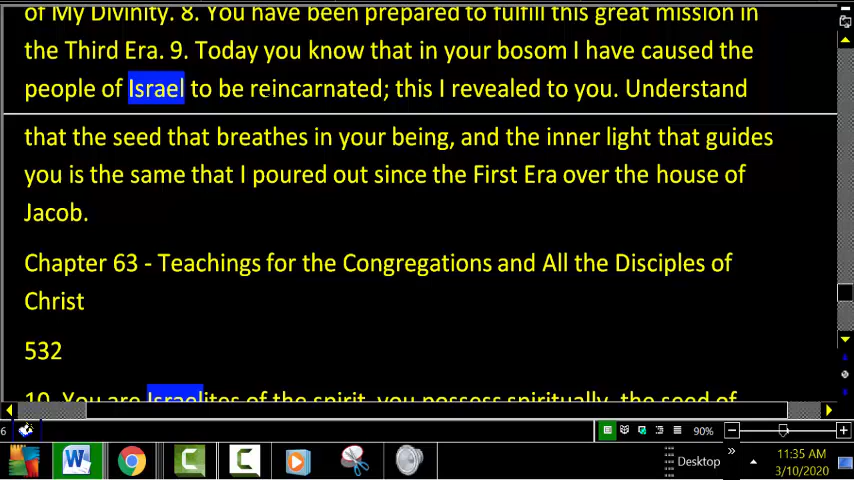 of My Divinity. 8. You have been prepared to fulfill this great mission in
the Third Era. 9. Today you know that in your bosom I have caused the
people of Israel to be reincarnated; this I revealed to you. Understand
that the seed that breathes in your being, and the inner light that guides
you is the same that I poured out since the First Era over the house of
Jacob.
Chapter 63 - Teachings for the Congregations and All the Disciples of
Christ
532
10. You are Israelites of the spirit, you possess spiritually, the seed of
6
90%
Desktop
»
11:35 AM
3/10/2020